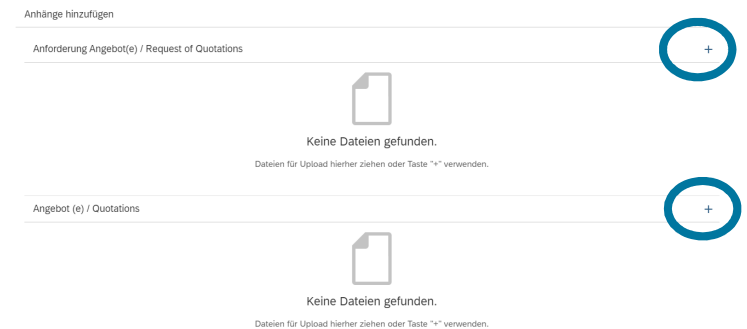 Anhänge hinzufügen
Anforderung Angebot(e) / Request of Quotations
+
Keine Dateien gefunden.
Dateien für Upload hierher ziehen oder Taste "+" verwenden.
Angebot (e) / Quotations
+
Keine Dateien gefunden.
Dateien für Upload hierher ziehen oder Taste "+" verwenden.